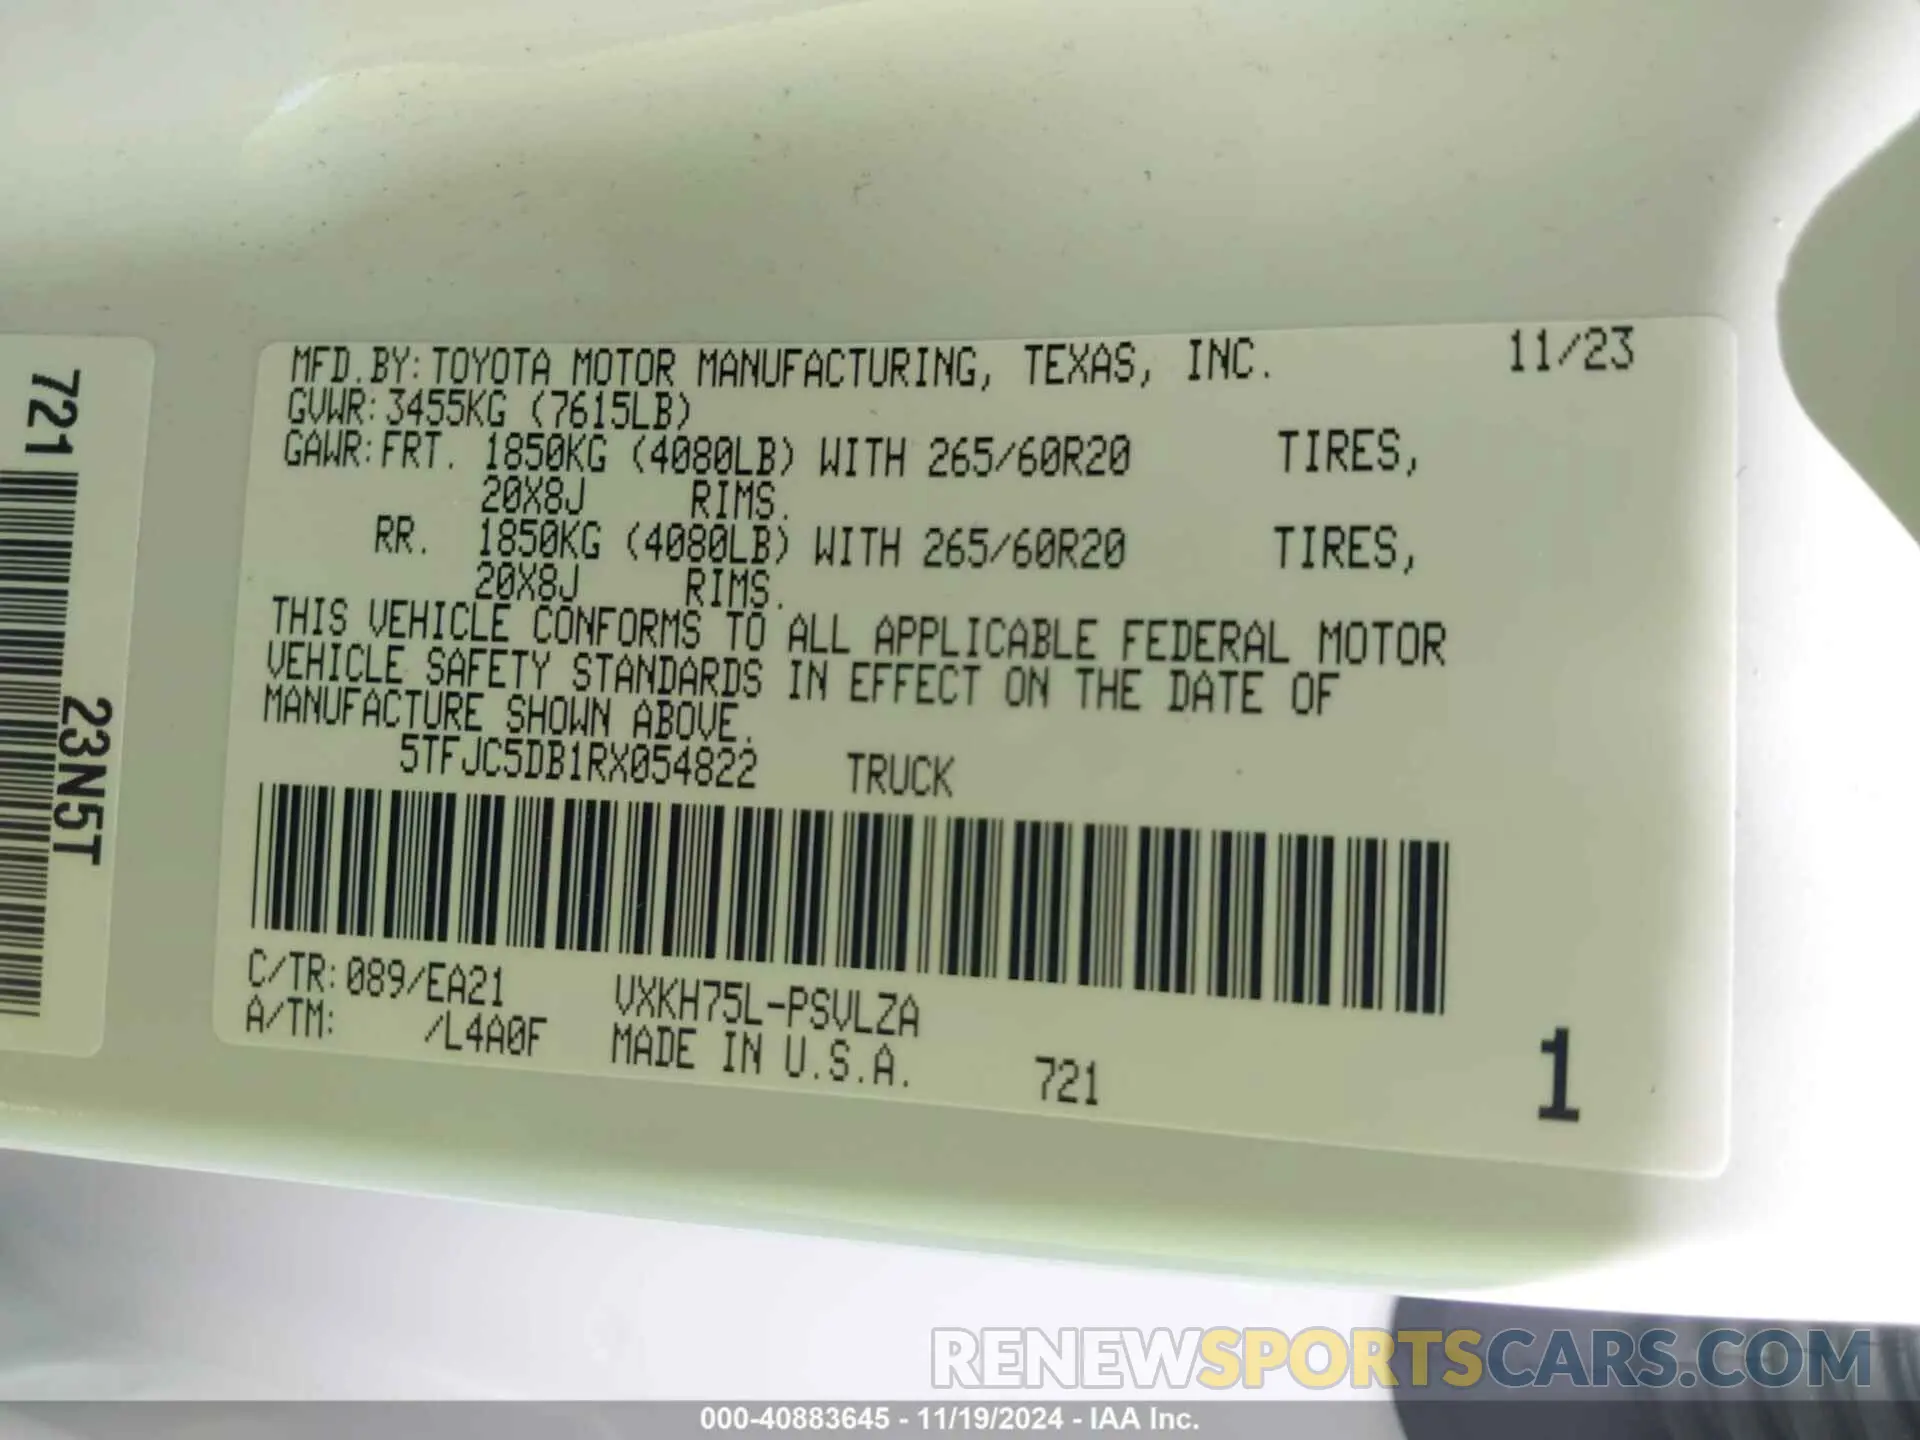 MFD.BY: TOYOTA MOTOR MANUFACTURING, TEXAS, INC. 11/23
GVWR: 3455KG (7615LB)
GAWR: FRT. 1850KG (4080LB) WITH 265/60R20 TIRES,
20X8J RIMS.
RR. 1850KG (4080LB) WITH 265/60R20 TIRES,
20X8J RIMS.
THIS VEHICLE CONFORMS TO ALL APPLICABLE FEDERAL MOTOR
VEHICLE SAFETY STANDARDS IN EFFECT ON THE DATE OF
MANUFACTURE SHOWN ABOVE.
5TFJC5DB1RX054822 TRUCK
C/TR: 089/EA21 VXKH75L-PSVLZA
A/TM: /L4A0F MADE IN U.S.A. 721 1
721
23N5T
RENEWSPORTSCARS.COM
000-40883645 - 11/19/2024 - IAA Inc.